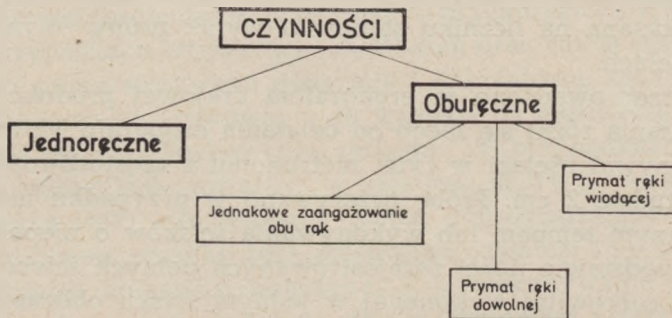 CZYNNOŚCI
Jednoręczne
Oburęczne
Jednakowe zaangażowanie
obu rąk
Prymat ręki
wiodącej
Prymat ręki
dowolnej